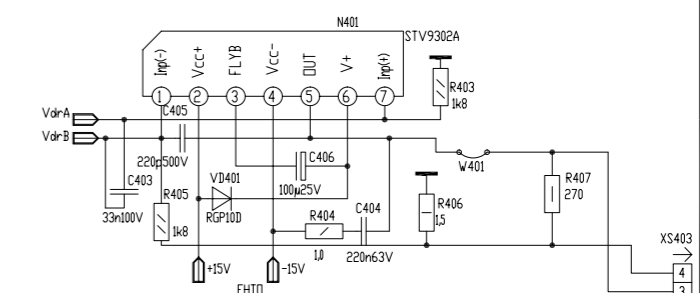 N401
STV9302A
Inp(-)
Vcc+
FLYB
Vcc-
OUT
V+
Inp(+)
1
2
3
4
5
6
7
R403
1k8
VdrA
VdrB
C405
220p500V
C406
100µ25V
W401
C403
33n100V
R405
1k8
VD401
RGP10D
R404
1,0
C404
220n63V
R406
1,5
R407
270
XS403
4
3
+15V
-15V